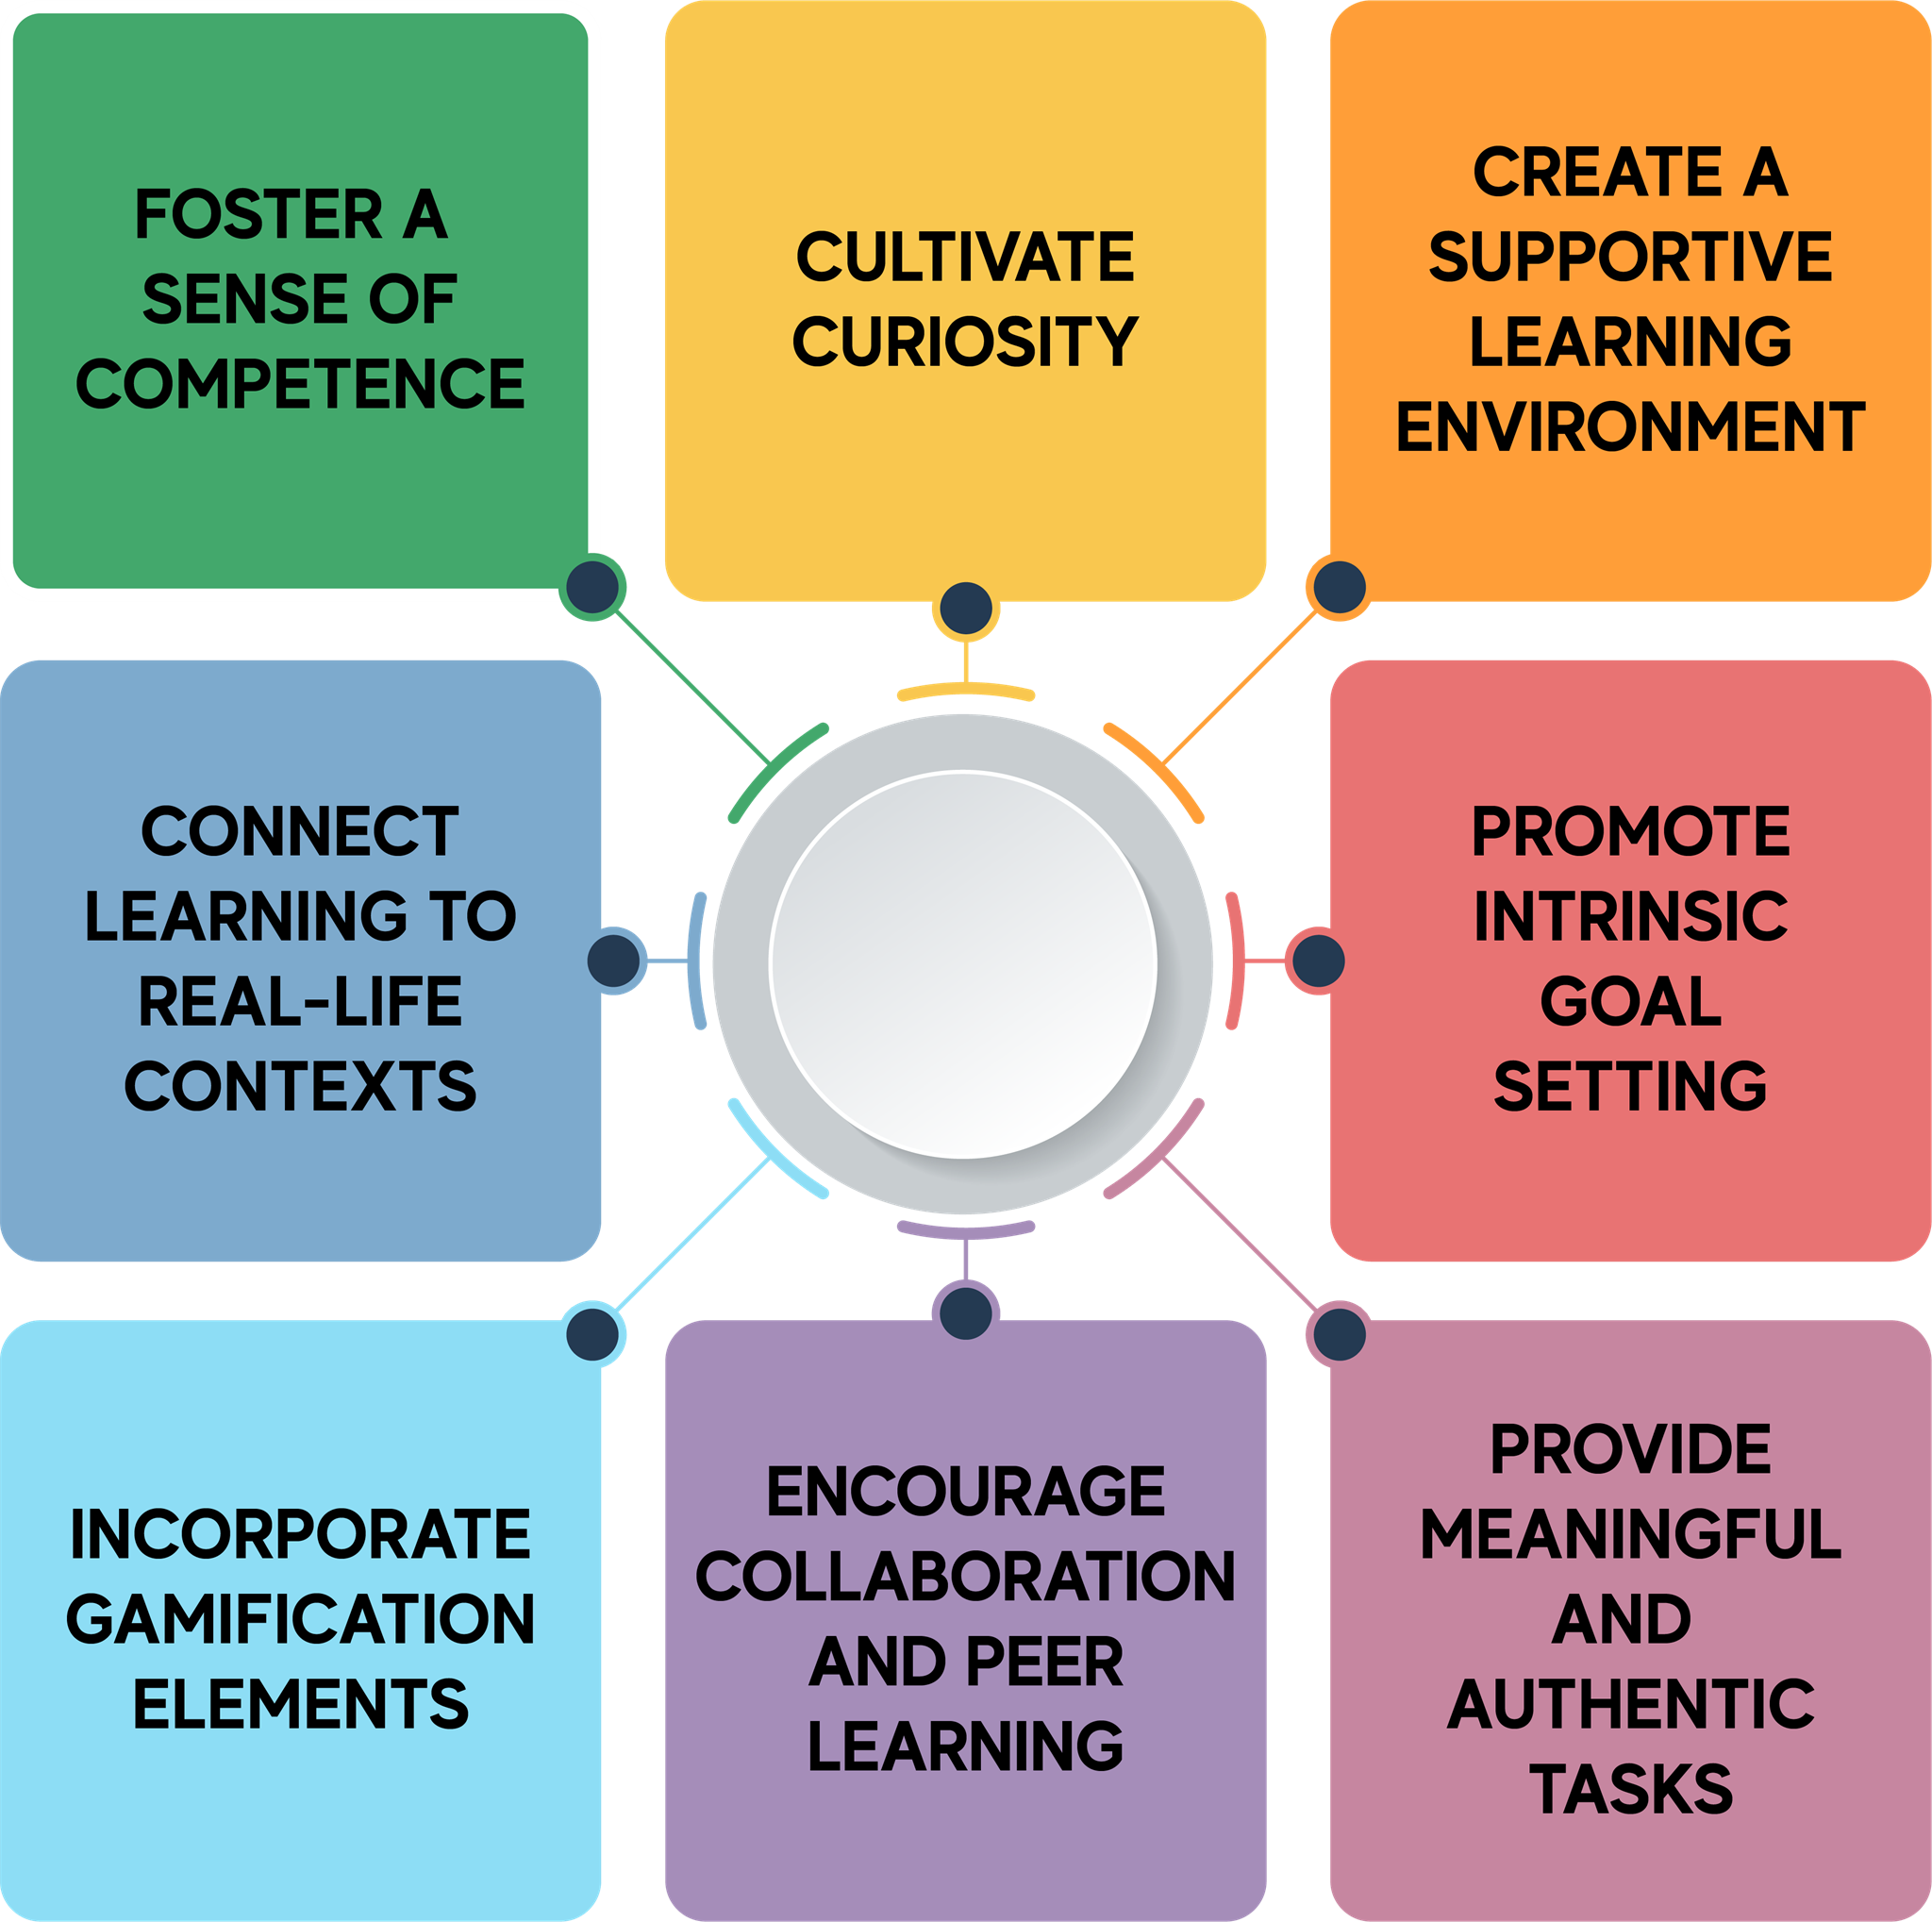 FOSTER A
SENSE OF
COMPETENCE
CULTIVATE
CURIOSITY
CREATE A
SUPPORTIVE
LEARNING
ENVIRONMENT
CONNECT
LEARNING TO
REAL-LIFE
CONTEXTS
PROMOTE
INTRINSIC
GOAL
SETTING
INCORPORATE
GAMIFICATION
ELEMENTS
ENCOURAGE
COLLABORATION
AND PEER
LEARNING
PROVIDE
MEANINGFUL
AND
AUTHENTIC
TASKS